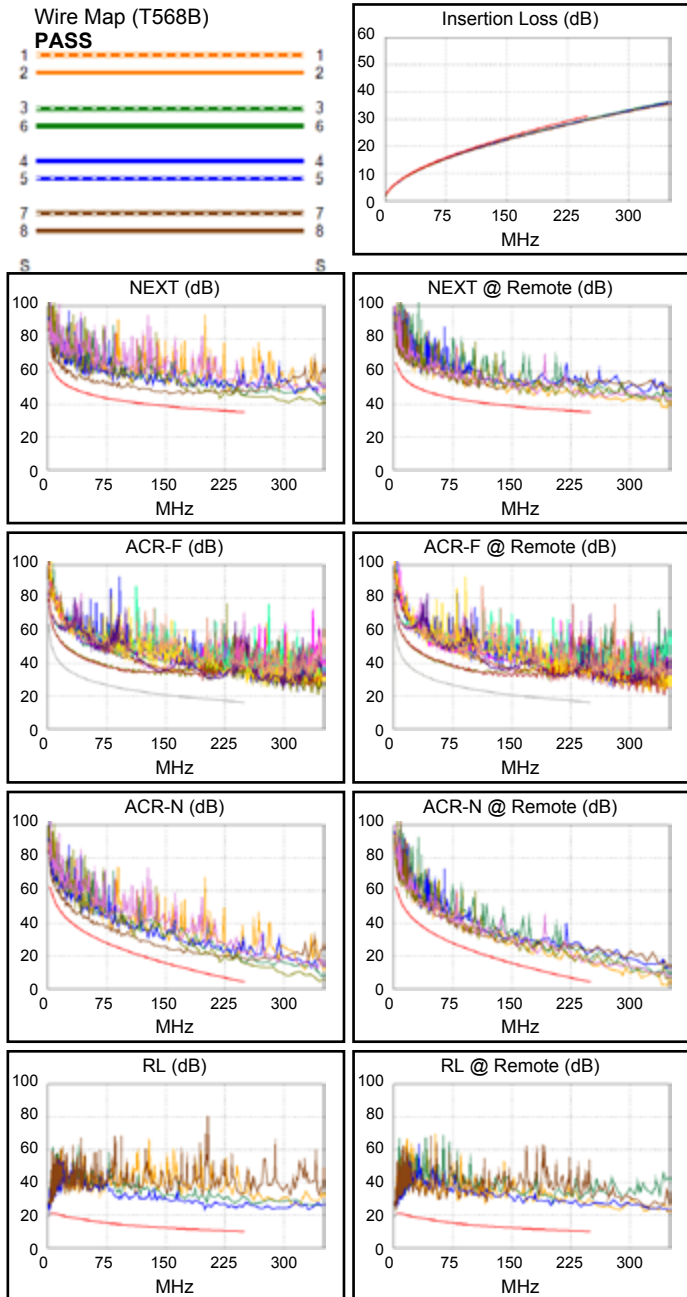 Wire Map (T568B)
PASS
1 1
2 2
3 3
6 6
4 4
5 5
7 7
8 8
S S
Insertion Loss (dB)
60
50
40
30
20
10
0
0 75 150 225 300
MHz
NEXT (dB)
100
80
60
40
20
0
0 75 150 225 300
MHz
NEXT @ Remote (dB)
100
80
60
40
20
0
0 75 150 225 300
MHz
ACR-F (dB)
100
80
60
40
20
0
0 75 150 225 300
MHz
ACR-F @ Remote (dB)
100
80
60
40
20
0
0 75 150 225 300
MHz
ACR-N (dB)
100
80
60
40
20
0
0 75 150 225 300
MHz
ACR-N @ Remote (dB)
100
80
60
40
20
0
0 75 150 225 300
MHz
RL (dB)
100
80
60
40
20
0
0 75 150 225 300
MHz
RL @ Remote (dB)
100
80
60
40
20
0
0 75 150 225 300
MHz